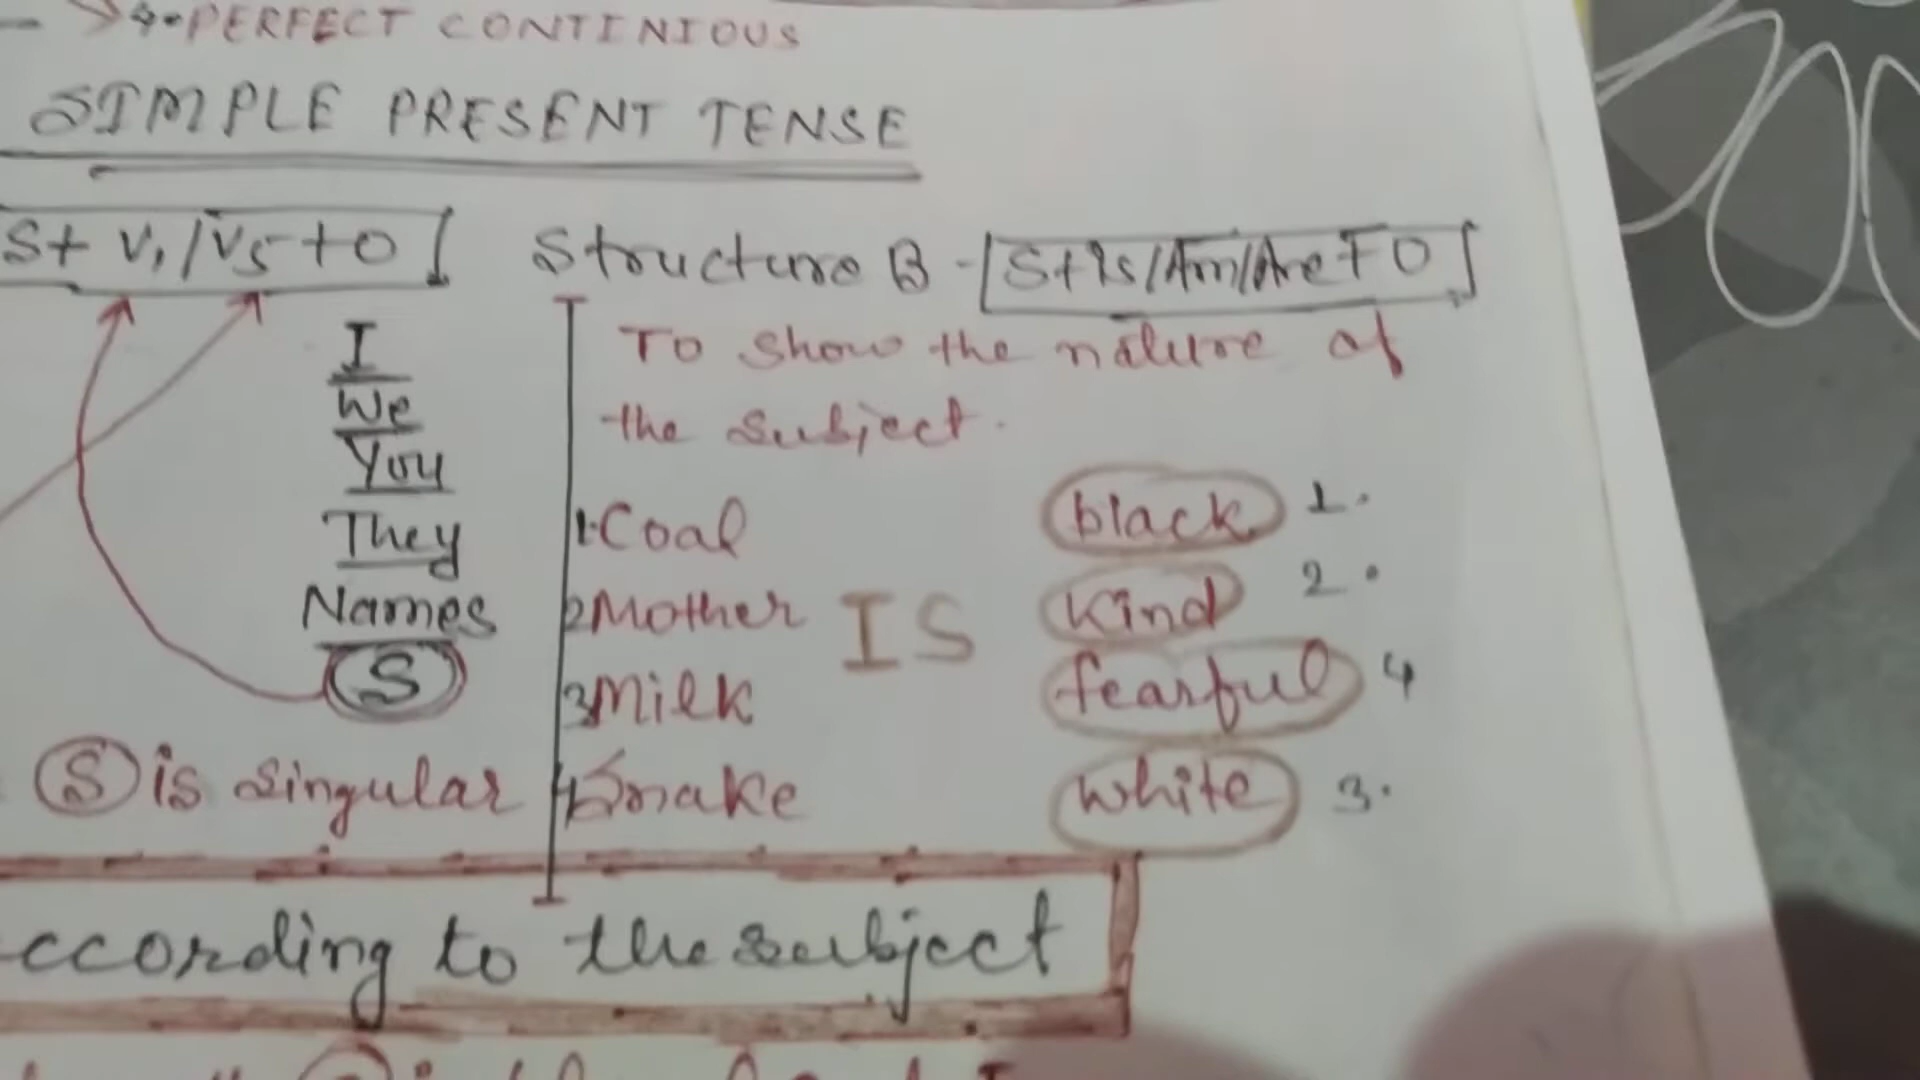 4. PERFECT CONTINIOUS
SIMPLE PRESENT TENSE
S+ V1/V5 +O
Structure B - S+Is/Am/Are+O
I
We
You
They
Names
S
To show the nature of
the subject.
1. Coal
2 Mother
3 Milk
4 Snake
IS
black 1.
Kind 2.
fearful 4
white 3.
S is singular
ccording to the subject